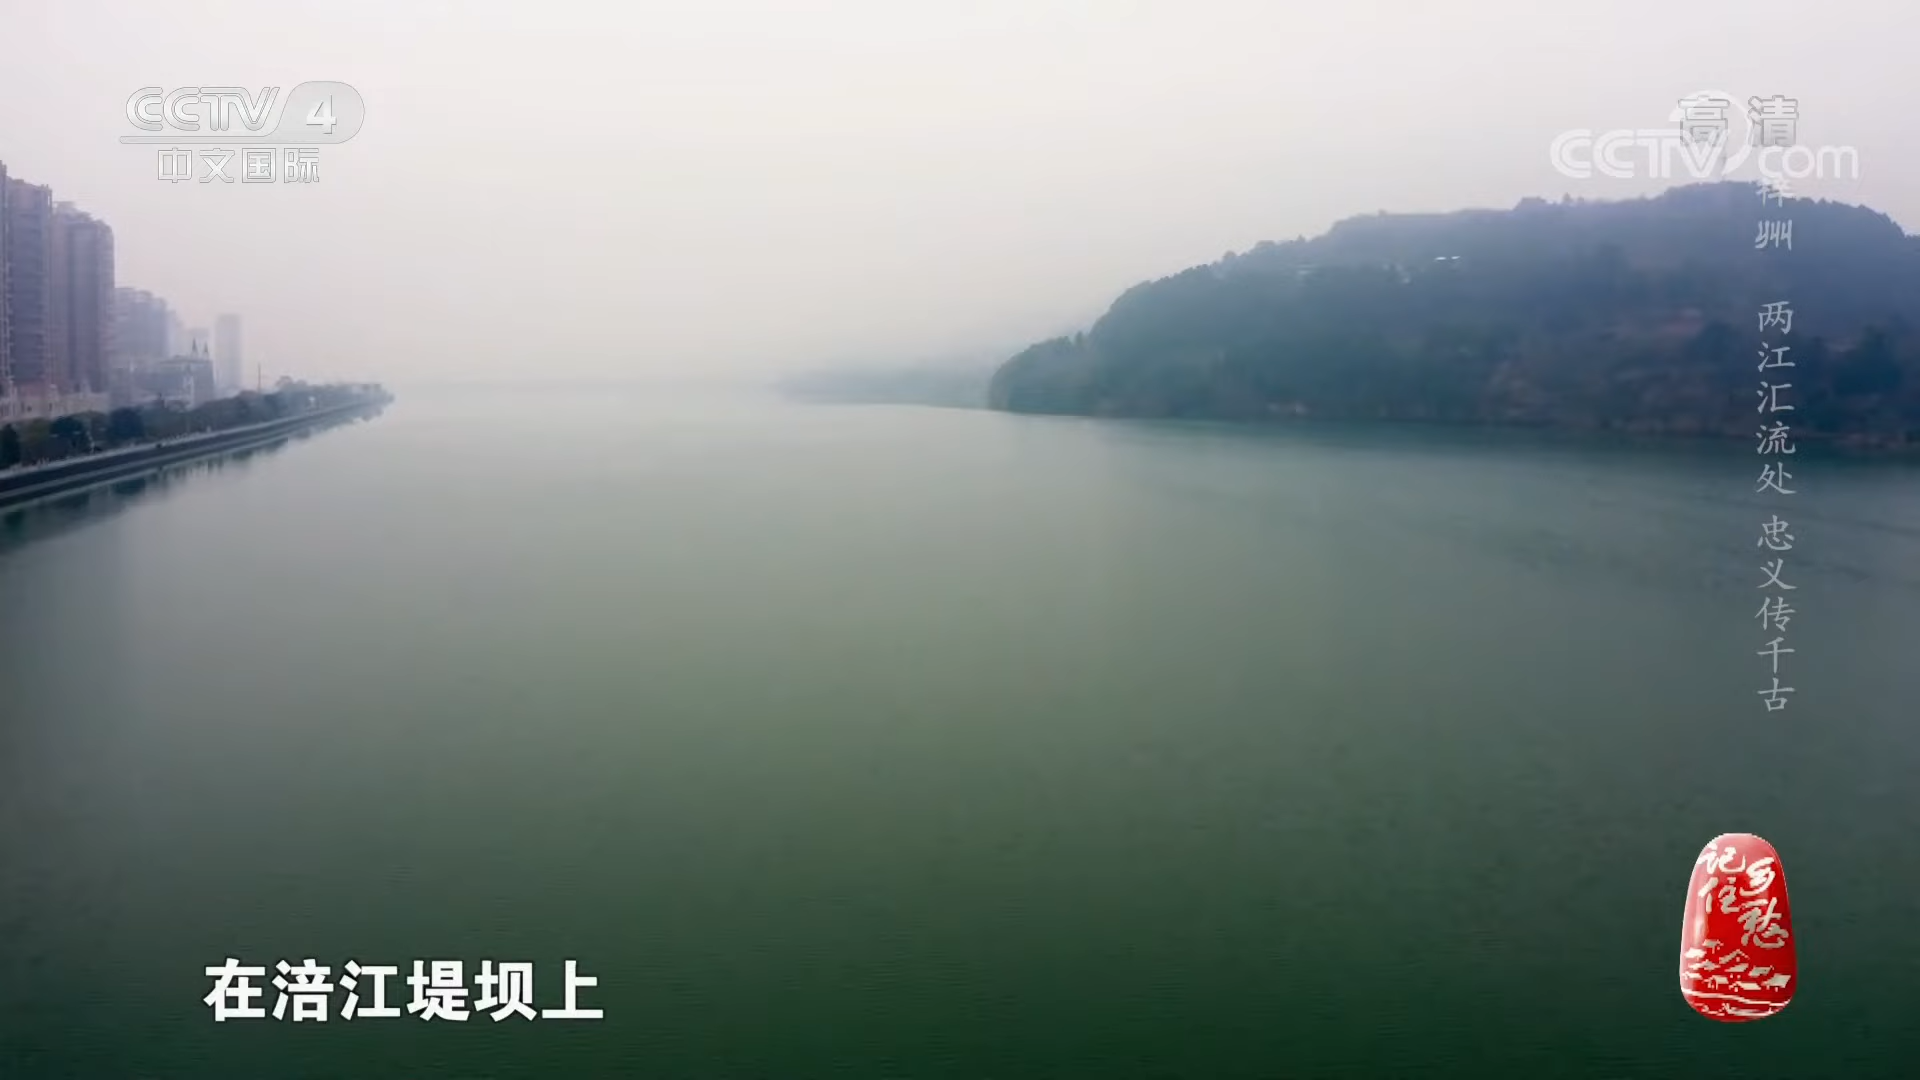 CCTV 4
中文国际
高清
CCTV com
梓州 两江汇流处 忠义传千古
记住乡愁
在涪江堤坝上